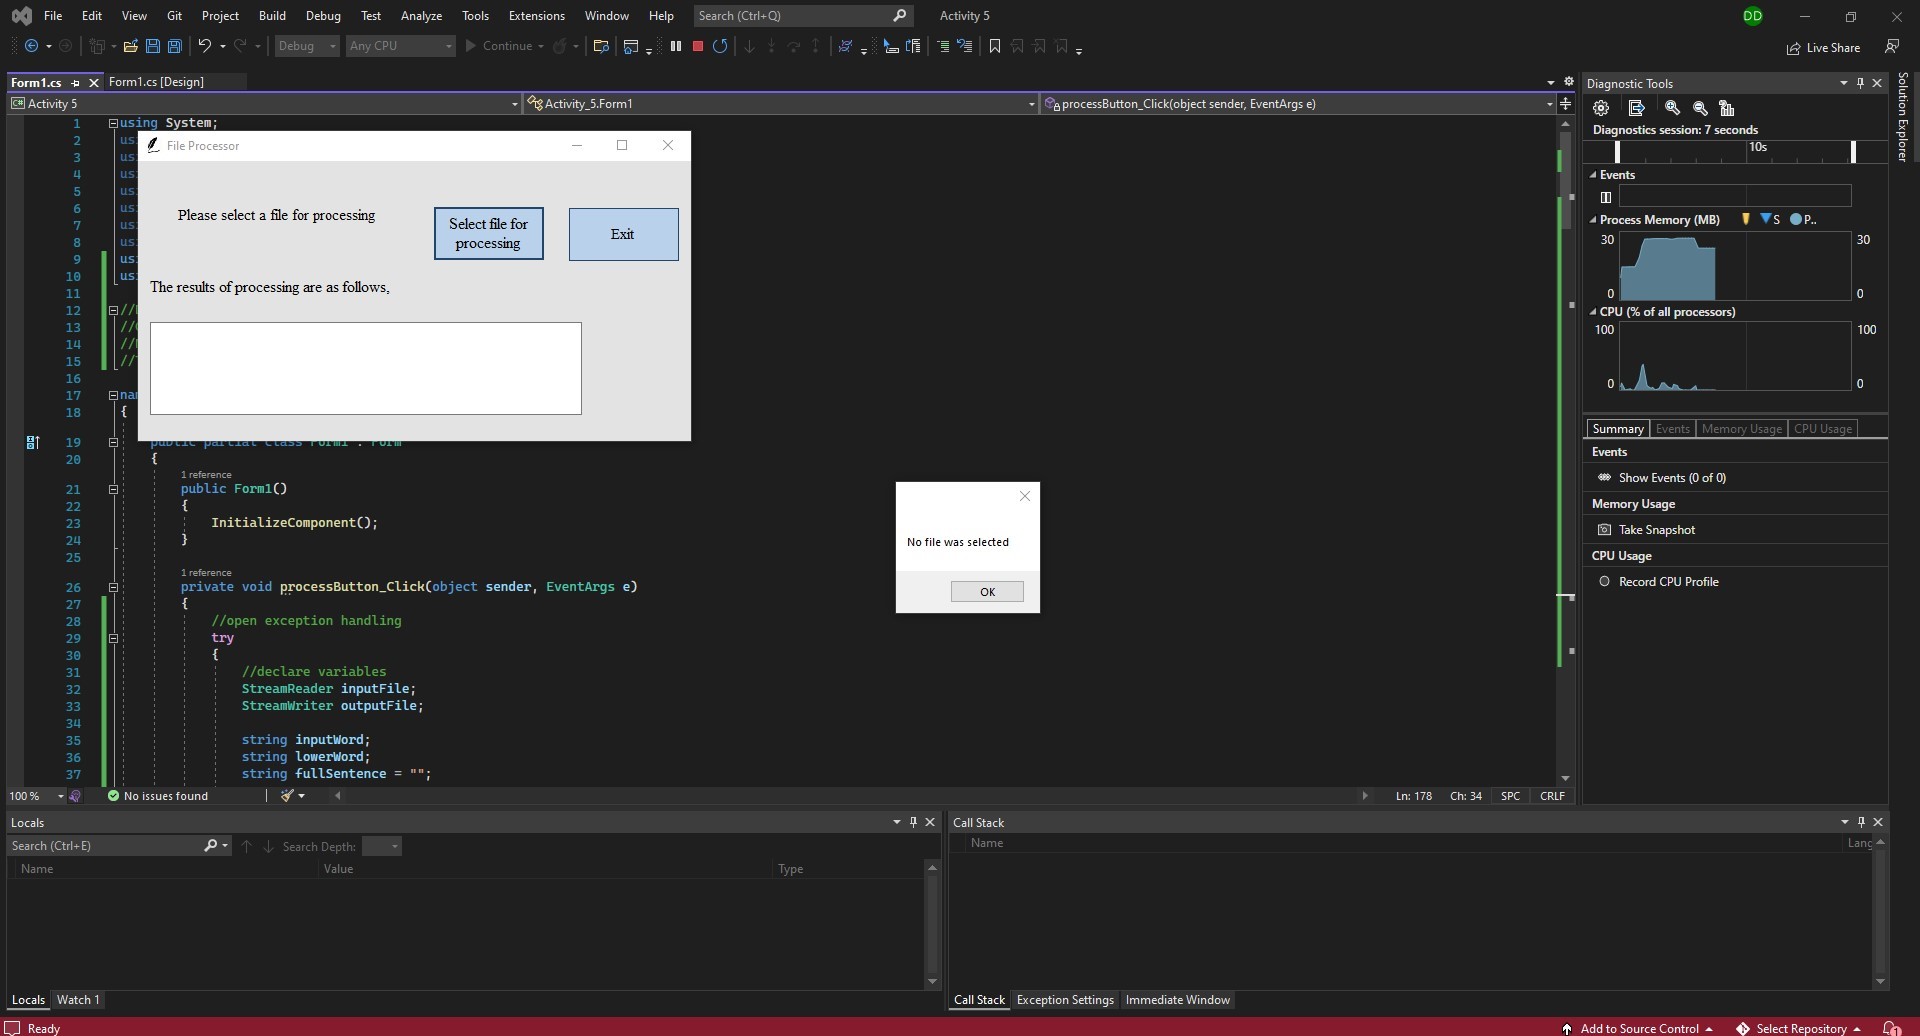 File Edit View Git Project Build Debug Test Analyze Tools Extensions Window Help Search (Ctrl+Q) Activity 5 DD
Debug Any CPU Continue Live Share
Form1.cs Form1.cs [Design]
C# Activity 5 Activity_5.Form1 processButton_Click(object sender, EventArgs e)
1 using System;
2 us
3 us
4 us
5 us
6 us
7 us
8 us
9 us
10 us
11
12 //
13 //
14 //
15 //
16
17 na
18 {
19 public partial class Form1 : Form
20 {
1 reference
21 public Form1()
22 {
23 InitializeComponent();
24 }
25
1 reference
26 private void processButton_Click(object sender, EventArgs e)
27 {
28 //open exception handling
29 try
30 {
31 //declare variables
32 StreamReader inputFile;
33 StreamWriter outputFile;
34
35 string inputWord;
36 string lowerWord;
37 string fullSentence = "";
File Processor
Please select a file for processing
Select file for
processing
Exit
The results of processing are as follows,
No file was selected
OK
100 % No issues found Ln: 178 Ch: 34 SPC CRLF
Diagnostic Tools
Diagnostics session: 7 seconds
10s
Events
Process Memory (MB) S P..
30 30
0 0
CPU (% of all processors)
100 100
0 0
Summary Events Memory Usage CPU Usage
Events
Show Events (0 of 0)
Memory Usage
Take Snapshot
CPU Usage
Record CPU Profile
Solution Explorer
Locals
Search (Ctrl+E) Search Depth:
Name Value Type
Locals Watch 1
Call Stack
Name Lang
Call Stack Exception Settings Immediate Window
Ready Add to Source Control Select Repository 1